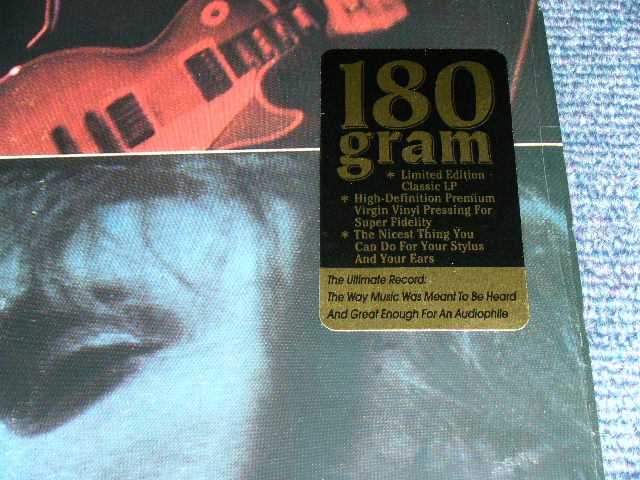 180
gram
* Limited Edition
Classic LP
* High-Definition Premium
Virgin Vinyl Pressing For
Super Fidelity
* The Nicest Thing You
Can Do For Your Stylus
And Your Ears
The Ultimate Record:
The Way Music Was Meant To Be Heard
And Great Enough For An Audiophile